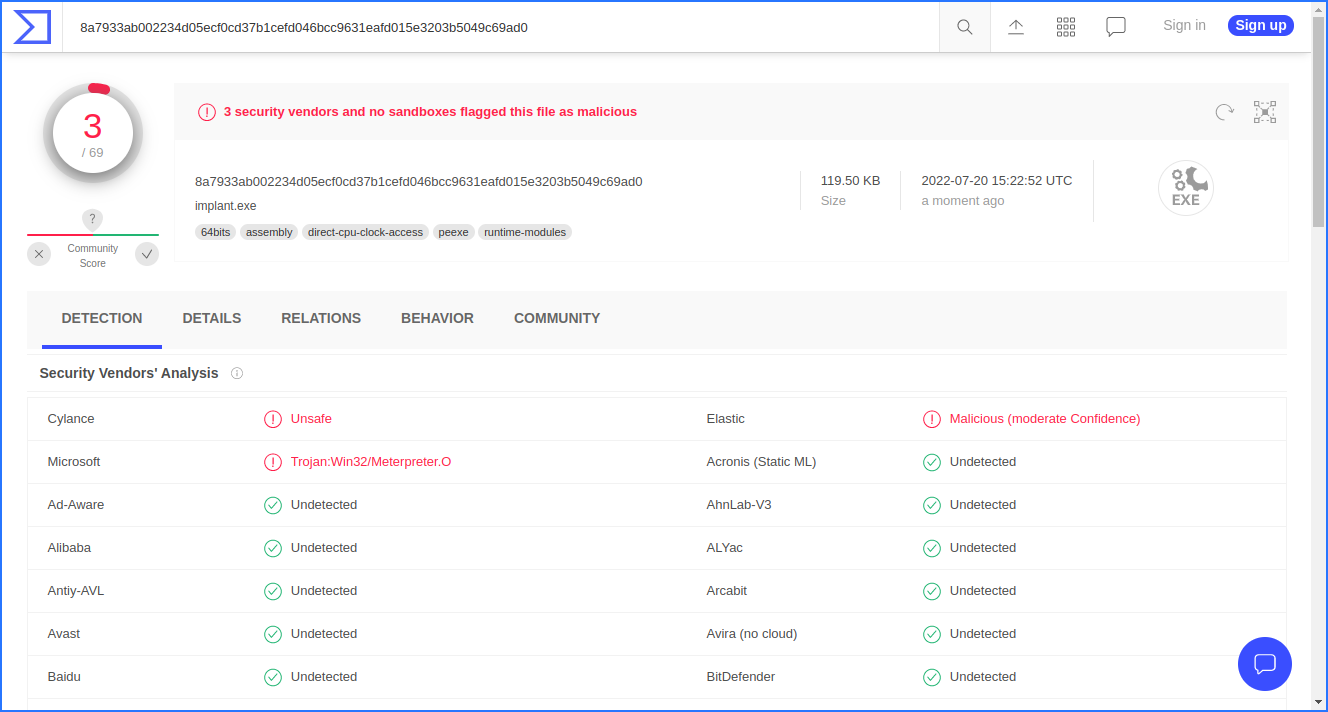 8a7933ab002234d05ecf0cd37b1cefd046bcc9631eafd015e3203b5049c69ad0
Sign in
Sign up
3
/ 69
3 security vendors and no sandboxes flagged this file as malicious
8a7933ab002234d05ecf0cd37b1cefd046bcc9631eafd015e3203b5049c69ad0
implant.exe
64bits assembly direct-cpu-clock-access peexe runtime-modules
119.50 KB
Size
2022-07-20 15:22:52 UTC
a moment ago
EXE
?
Community
Score
DETECTION DETAILS RELATIONS BEHAVIOR COMMUNITY
Security Vendors' Analysis
Cylance Unsafe Elastic Malicious (moderate Confidence)
Microsoft Trojan:Win32/Meterpreter.O Acronis (Static ML) Undetected
Ad-Aware Undetected AhnLab-V3 Undetected
Alibaba Undetected ALYac Undetected
Antiy-AVL Undetected Arcabit Undetected
Avast Undetected Avira (no cloud) Undetected
Baidu Undetected BitDefender Undetected